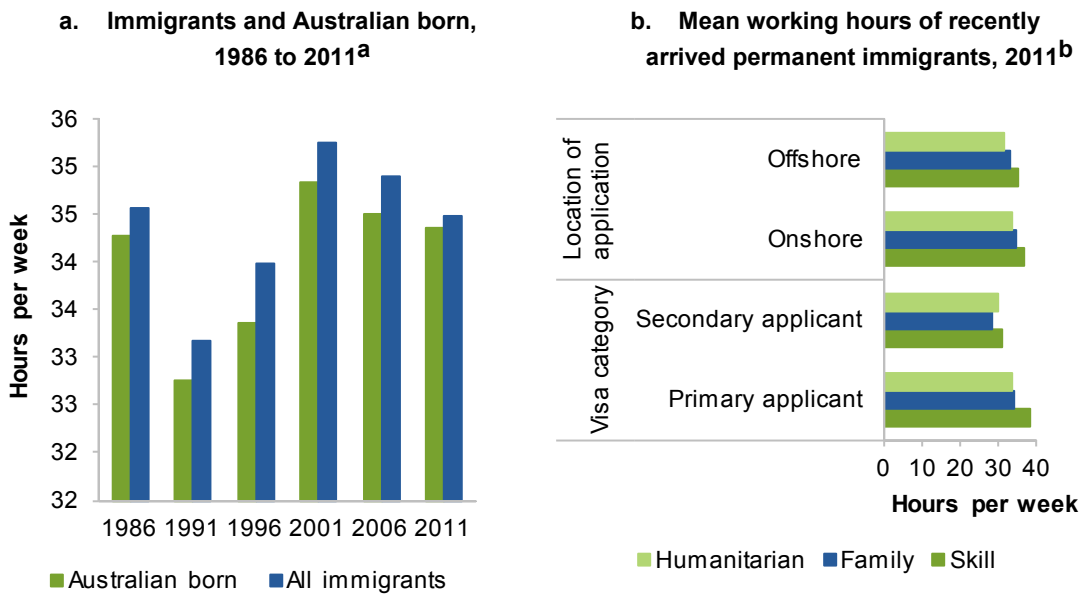 a. Immigrants and Australian born,
1986 to 2011a
Hours per week
36
35
35
34
34
33
33
32
32
1986 1991 1996 2001 2006 2011
Australian born All immigrants
b. Mean working hours of recently
arrived permanent immigrants, 2011b
Location of
application
Offshore
Onshore
Visa category
Secondary applicant
Primary applicant
0 10 20 30 40
Hours per week
Humanitarian Family Skill